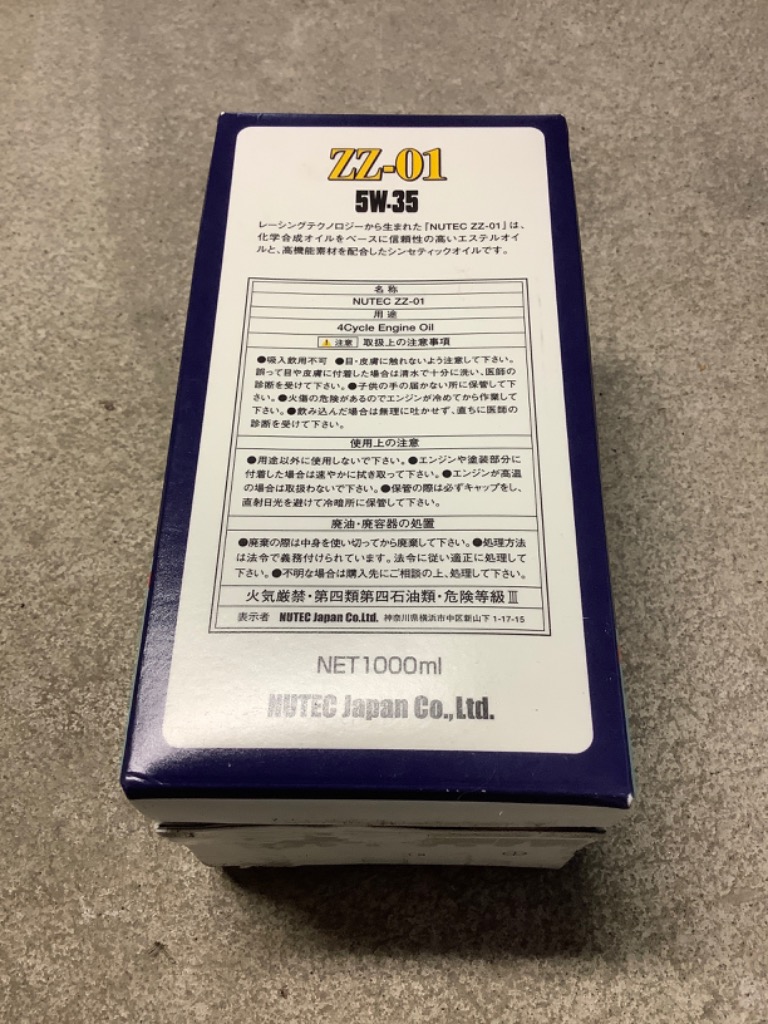 ZZ-01
5W-35
レーシングテクノロジーから生まれた「NUTEC ZZ-01」は、
化学合成オイルをベースに信頼性の高いエステルオイ
ルと、高機能素材を配合したシンセティックオイルです。
名称
NUTEC ZZ-01
用途
4Cycle Engine Oil
注意 取扱上の注意事項
●吸入飲用不可 ●目・皮膚に触れないよう注意して下さい。
誤って目や皮膚に付着した場合は清水で十分に洗い、医師の
診断を受けて下さい。●子供の手の届かない所に保管して下
さい。●火傷の危険があるのでエンジンが冷めてから作業して
下さい。●飲み込んだ場合は無理に吐かせず、直ちに医師の
診断を受けて下さい。
使用上の注意
●用途以外に使用しないで下さい。●エンジンや塗装部分に
付着した場合は速やかに拭き取って下さい。●エンジンが高温
の場合は取扱わないで下さい。●保管の際は必ずキャップをし、
直射日光を避けて冷暗所に保管して下さい。
廃油・廃容器の処置
●廃棄の際は中身を使い切ってから廃棄して下さい。●処理方法
は法令で義務付けられています。法令に従い適正に処理して
下さい。●不明な場合は購入先にご相談の上、処理して下さい。
火気厳禁・第四類第四石油類・危険等級Ⅲ
表示者 NUTEC Japan Co.Ltd. 神奈川県横浜市中区新山下1-17-15
NET1000ml
NUTEC Japan Co.,Ltd.